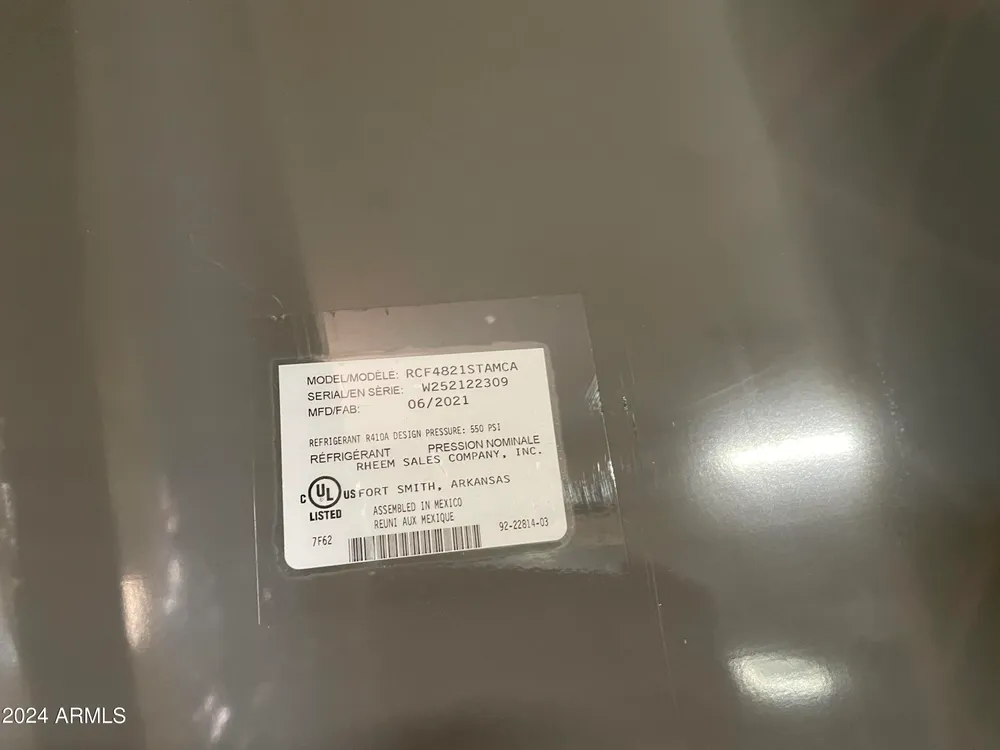 MODEL/MODÈLE: RCF4821STAMCA
SERIAL/EN SÈRIE: W252122309
MFD/FAB: 06/2021
REFRIGERANT R410A DESIGN PRESSURE: 550 PSI
RÉFRIGÉRANT PRESSION NOMINALE
RHEEM SALES COMPANY, INC.
C UL US FORT SMITH, ARKANSAS
LISTED
ASSEMBLED IN MEXICO
REUNI AUX MEXIQUE
7F62 92-22814-03
2024 ARMLS